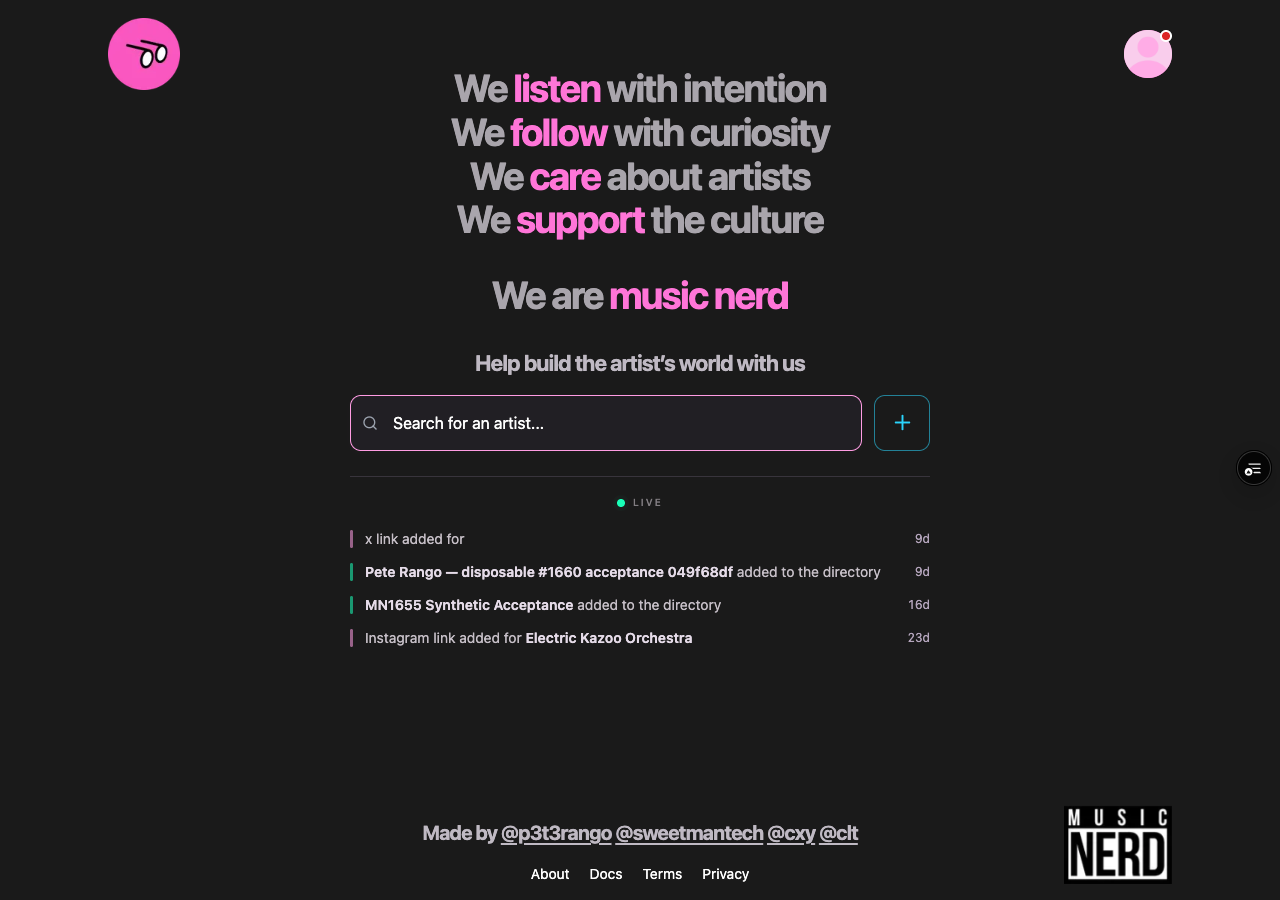 We listen with intention
We follow with curiosity
We care about artists
We support the culture
We are music nerd
Help build the artist’s world with us
Search for an artist...
LIVE
x link added for 9d
Pete Rango — disposable #1660 acceptance 049f68df added to the directory 9d
MN1655 Synthetic Acceptance added to the directory 16d
Instagram link added for Electric Kazoo Orchestra 23d
Made by @p3t3rango @sweetmantech @cxy @clt
About Docs Terms Privacy
MUSIC
NERD